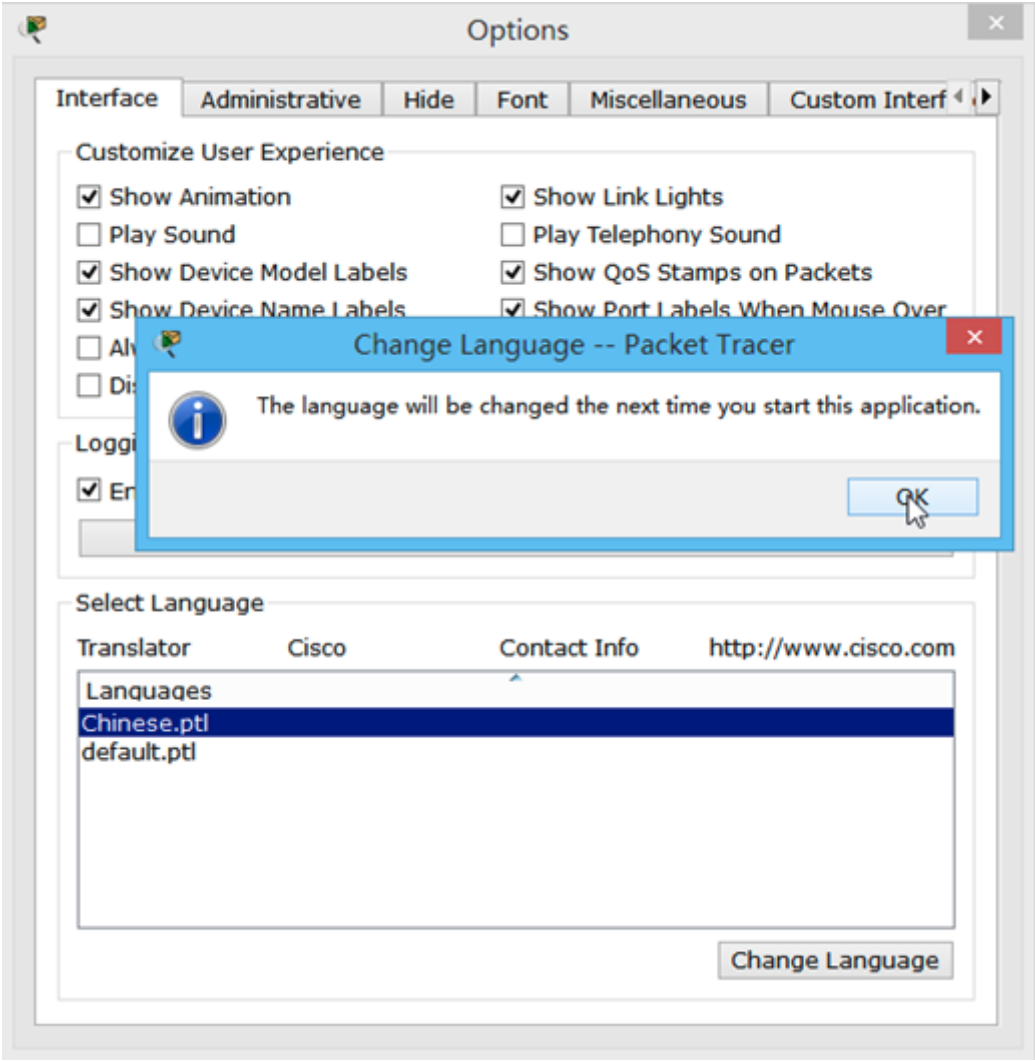 Options
Interface Administrative Hide Font Miscellaneous Custom Interf
Customize User Experience
Show Animation Show Link Lights
Play Sound Play Telephony Sound
Show Device Model Labels Show QoS Stamps on Packets
Show Device Name Labels Show Port Labels When Mouse Over
Change Language -- Packet Tracer
The language will be changed the next time you start this application.
OK
Select Language
Translator Cisco Contact Info http://www.cisco.com
Languages
Chinese.ptl
default.ptl
Change Language